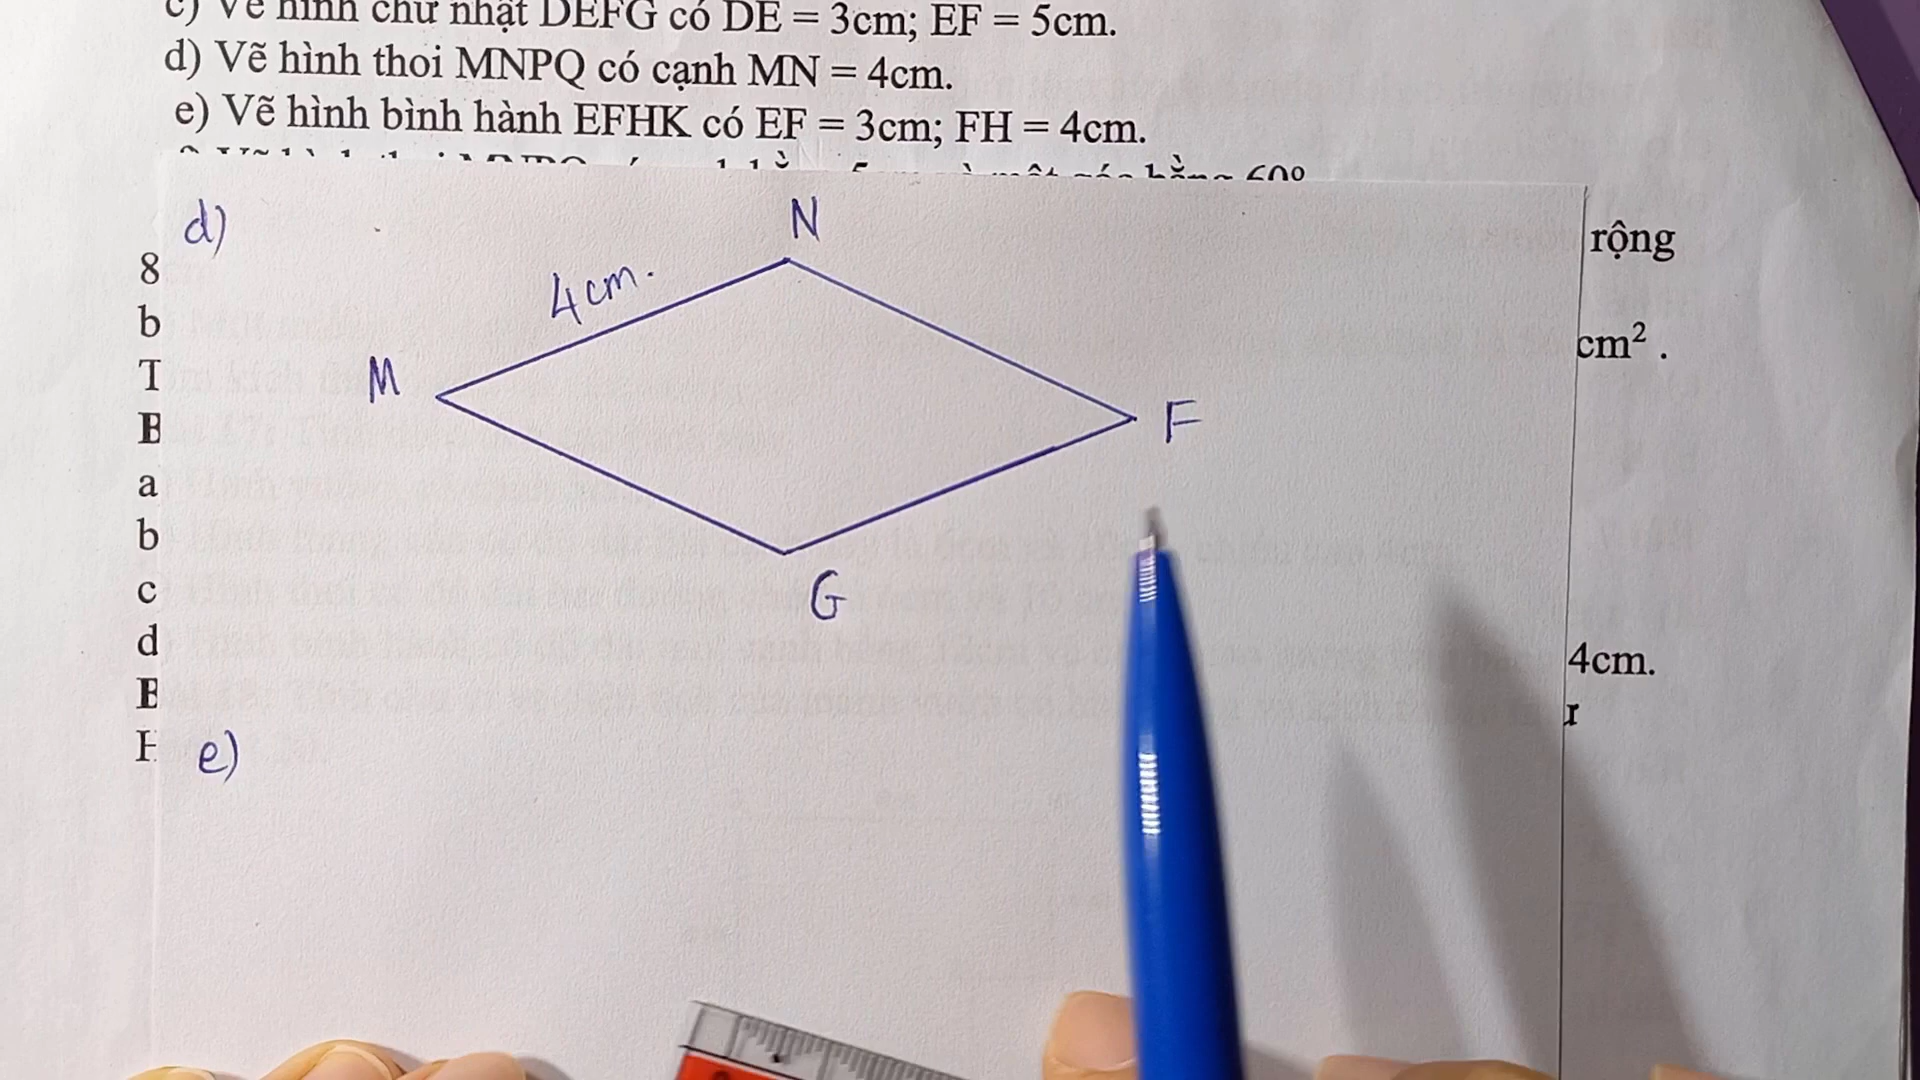 c) Vẽ hình chữ nhật DEFG có DE = 3cm; EF = 5cm.
d) Vẽ hình thoi MNPQ có cạnh MN = 4cm.
e) Vẽ hình bình hành EFHK có EF = 3cm; FH = 4cm.
d)
N
4cm.
M
F
G
e)
8
b
T
a
b
c
d
rộng
cm² .
4cm.